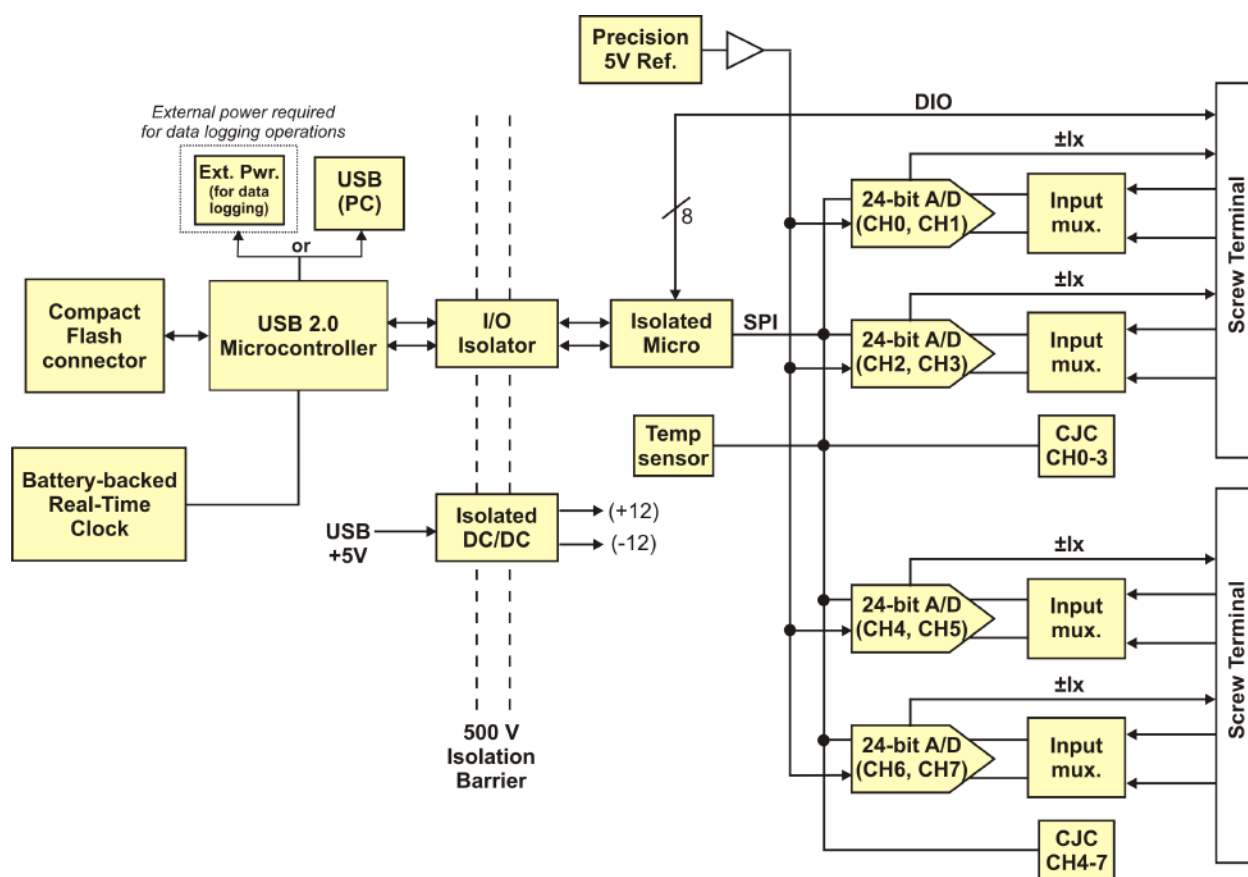 Precision
5V Ref.
DIO
External power required
for data logging operations
Ext. Pwr.
(for data
logging)
USB
(PC)
or
8
±Ix
24-bit A/D
(CH0, CH1)
Input
mux.
Screw Terminal
Compact
Flash
connector
USB 2.0
Microcontroller
I/O
Isolator
Isolated
Micro
SPI
±Ix
24-bit A/D
(CH2, CH3)
Input
mux.
Temp
sensor
CJC
CH0-3
Battery-backed
Real-Time
Clock
USB
+5V
Isolated
DC/DC
(+12)
(-12)
±Ix
24-bit A/D
(CH4, CH5)
Input
mux.
Screw Terminal
±Ix
24-bit A/D
(CH6, CH7)
Input
mux.
500 V
Isolation
Barrier
CJC
CH4-7